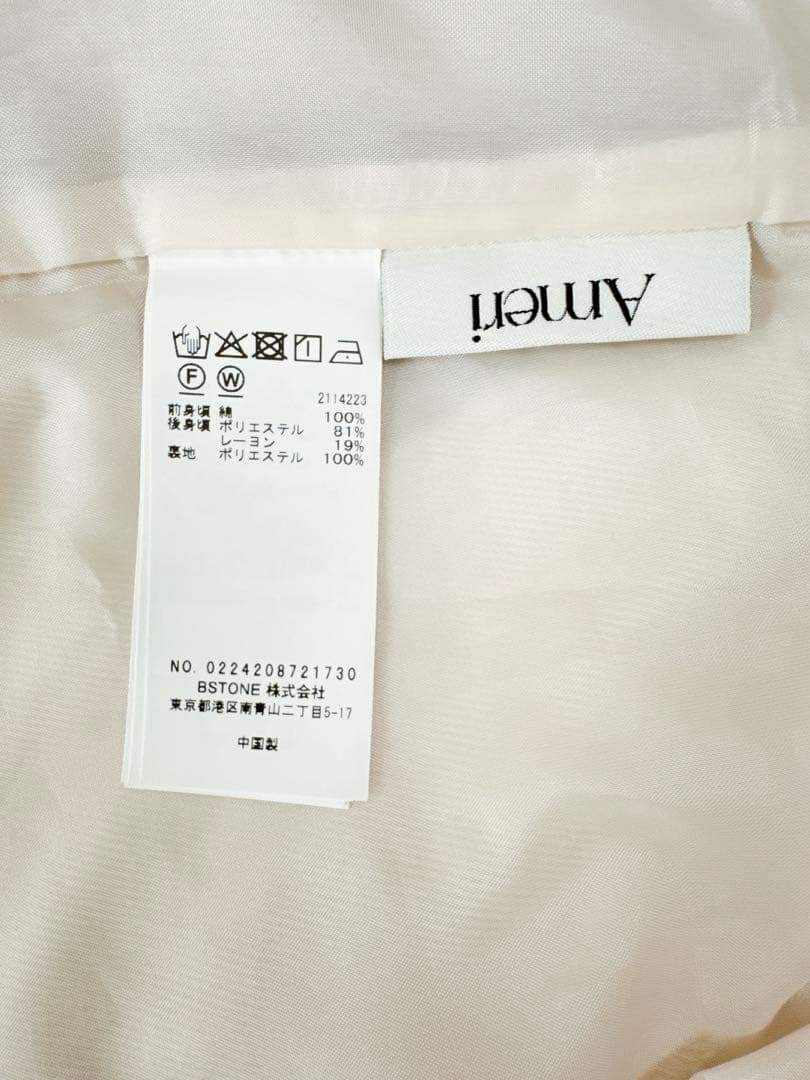 Ameri
F W
2114223
前身頃 綿 100%
後身頃 ポリエステル 81%
レーヨン 19%
裏地 ポリエステル 100%
NO. 0224208721730
BSTONE 株式会社
東京都港区南青山二丁目5-17
中国製